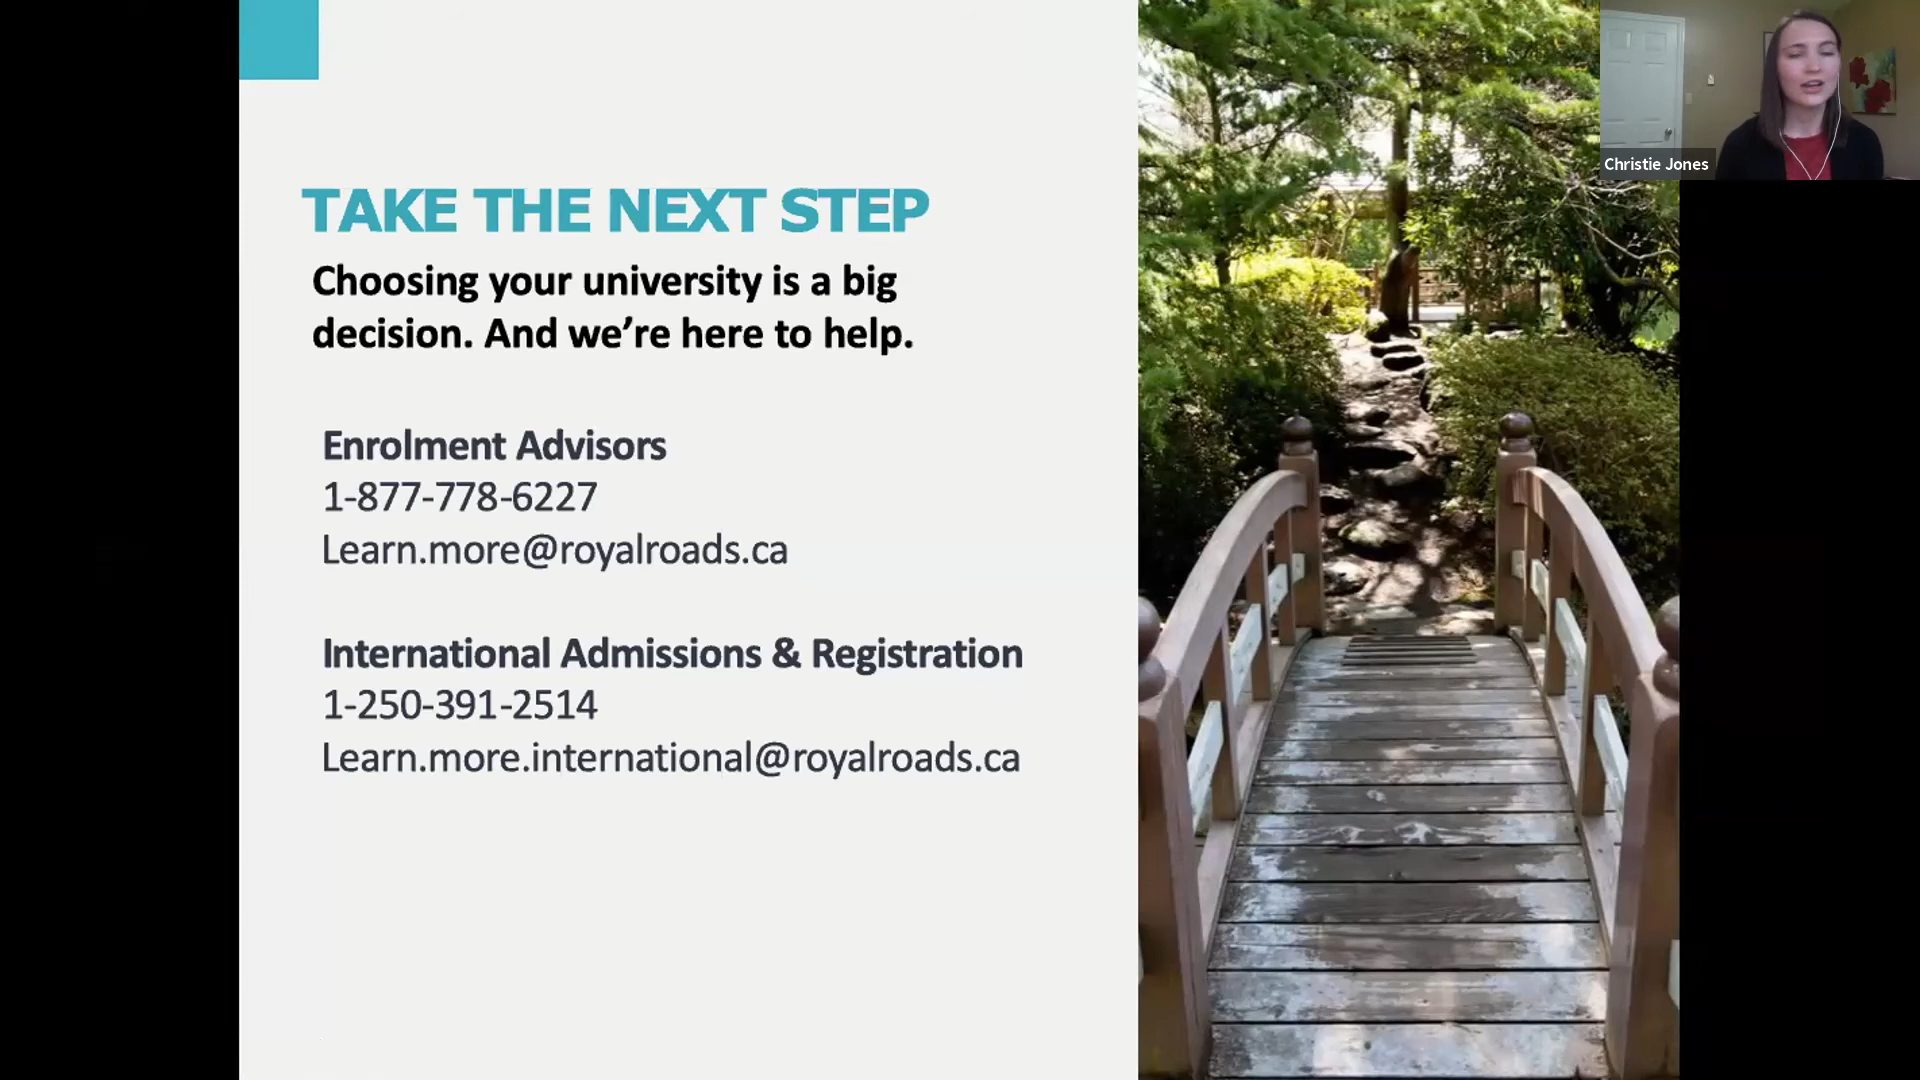 TAKE THE NEXT STEP
Choosing your university is a big
decision. And we’re here to help.
Enrolment Advisors
1-877-778-6227
Learn.more@royalroads.ca
International Admissions & Registration
1-250-391-2514
Learn.more.international@royalroads.ca
Christie Jones